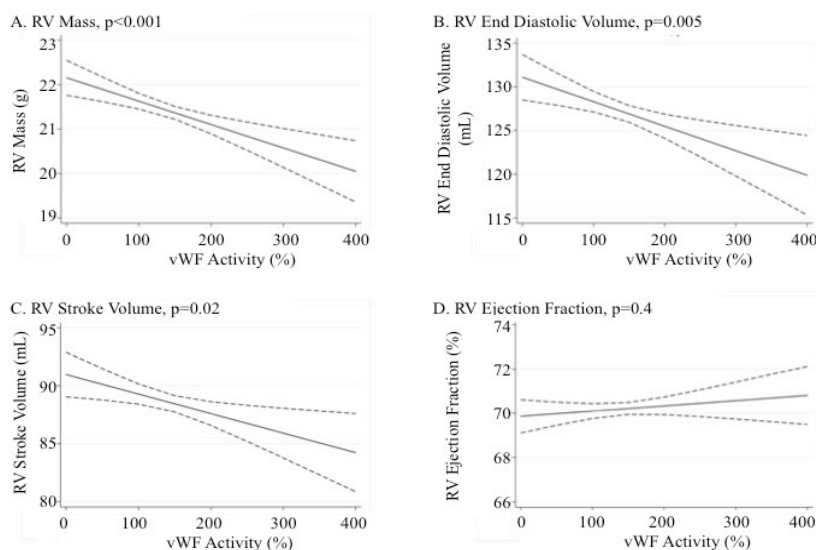 A. RV Mass, p<0.001
23
22
21
20
19
RV Mass (g)
0 100 200 300 400
vWF Activity (%)
B. RV End Diastolic Volume, p=0.005
135
130
125
120
115
RV End Diastolic Volume
(mL)
0 100 200 300 400
vWF Activity (%)
C. RV Stroke Volume, p=0.02
95
90
85
80
RV Stroke Volume (mL)
0 100 200 300 400
vWF Activity (%)
D. RV Ejection Fraction, p=0.4
74
72
70
68
66
RV Ejection Fraction (%)
0 100 200 300 400
vWF Activity (%)